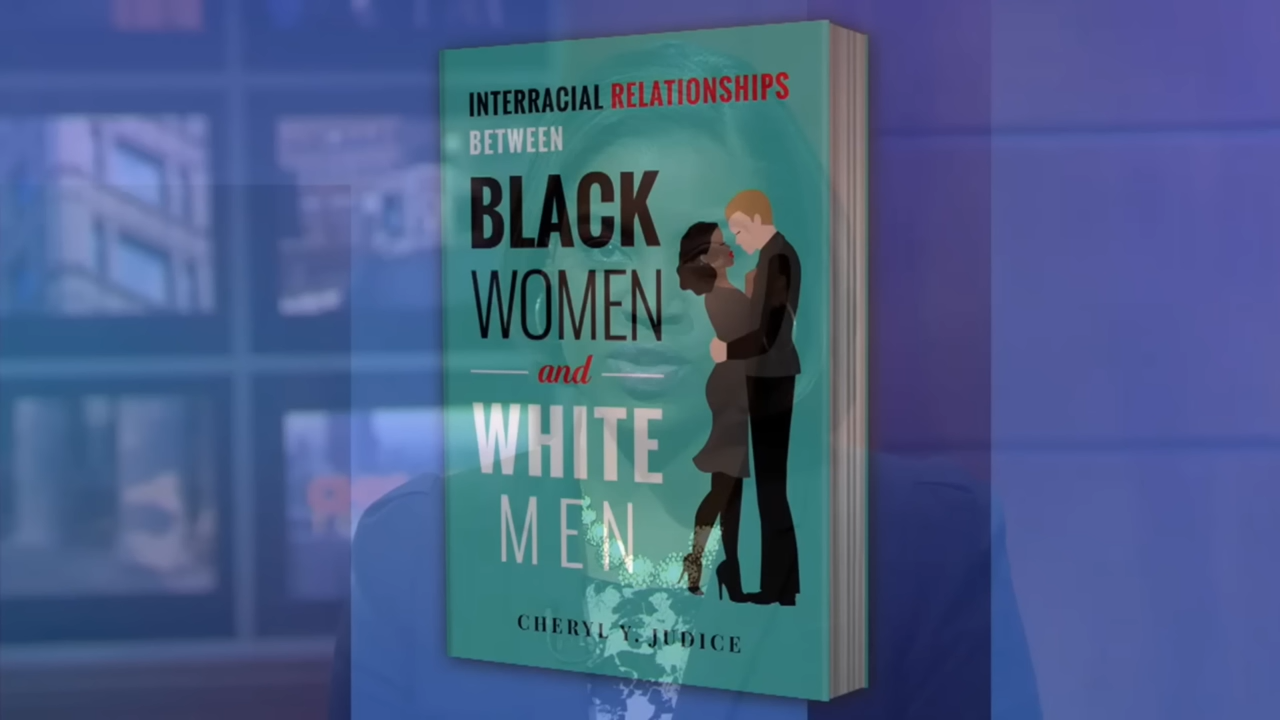 INTERRACIAL RELATIONSHIPS
BETWEEN
BLACK
WOMEN
and
WHITE
MEN
CHERYL Y. JUDICE